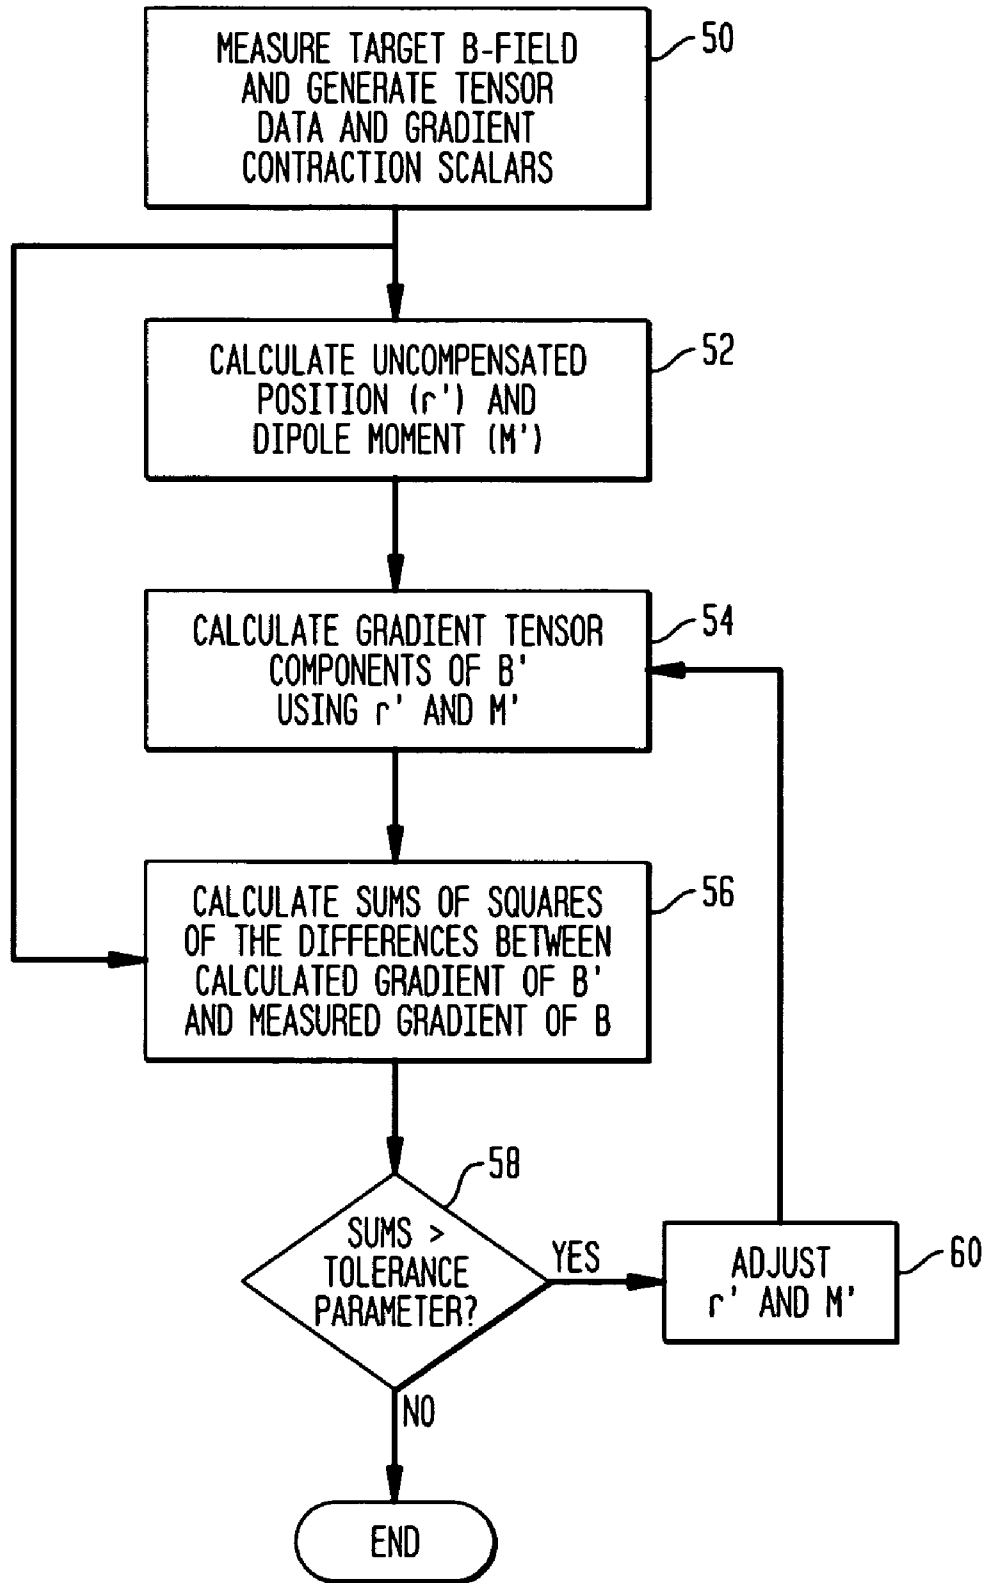 MEASURE TARGET B-FIELD
AND GENERATE TENSOR
DATA AND GRADIENT
CONTRACTION SCALARS
50
CALCULATE UNCOMPENSATED
POSITION (r') AND
DIPOLE MOMENT (M')
52
CALCULATE GRADIENT TENSOR
COMPONENTS OF B'
USING r' AND M'
54
CALCULATE SUMS OF SQUARES
OF THE DIFFERENCES BETWEEN
CALCULATED GRADIENT OF B'
AND MEASURED GRADIENT OF B
56
58
SUMS >
TOLERANCE
PARAMETER?
YES
ADJUST
r' AND M'
60
NO
END